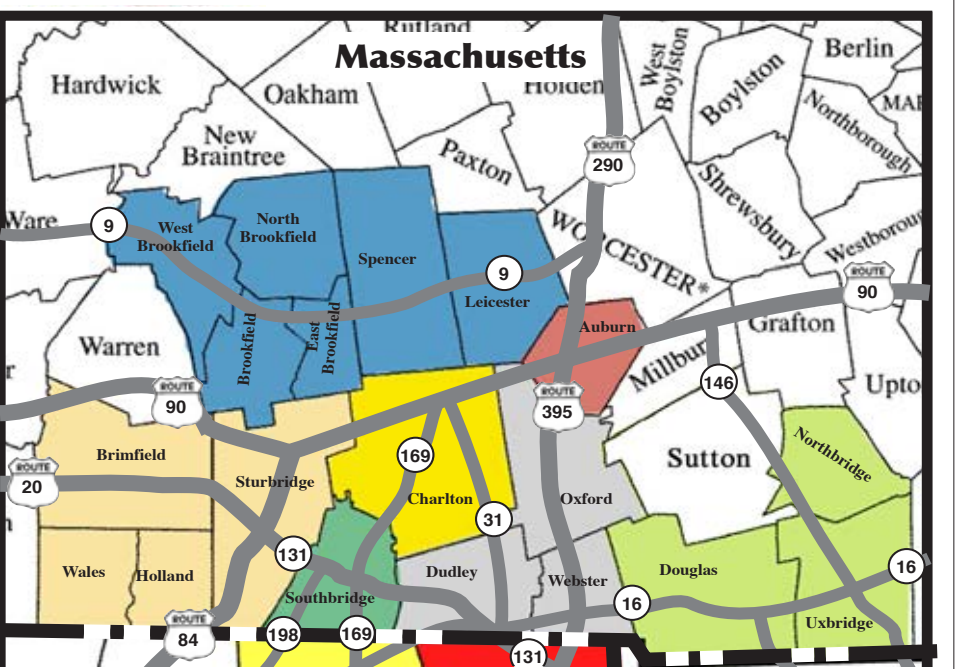 Rutland
Massachusetts
Hardwick
Oakham
Holden
West
Boylston
Boylston
Berlin
Northborough
New
Braintree
Paxton
ROUTE
290
Shrewsbury
Ware
9
West
Brookfield
North
Brookfield
Spencer
9
Leicester
WORCESTER*
ROUTE
90
Auburn
Grafton
Warren
Brookfield
East
Brookfield
ROUTE
90
ROUTE
395
146
Brimfield
Sturbridge
169
Charlton
31
Oxford
Sutton
Northbridge
ROUTE
20
Wales
Holland
131
Southbridge
Dudley
Webster
16
Douglas
16
Uxbridge
ROUTE
84
198
169
131